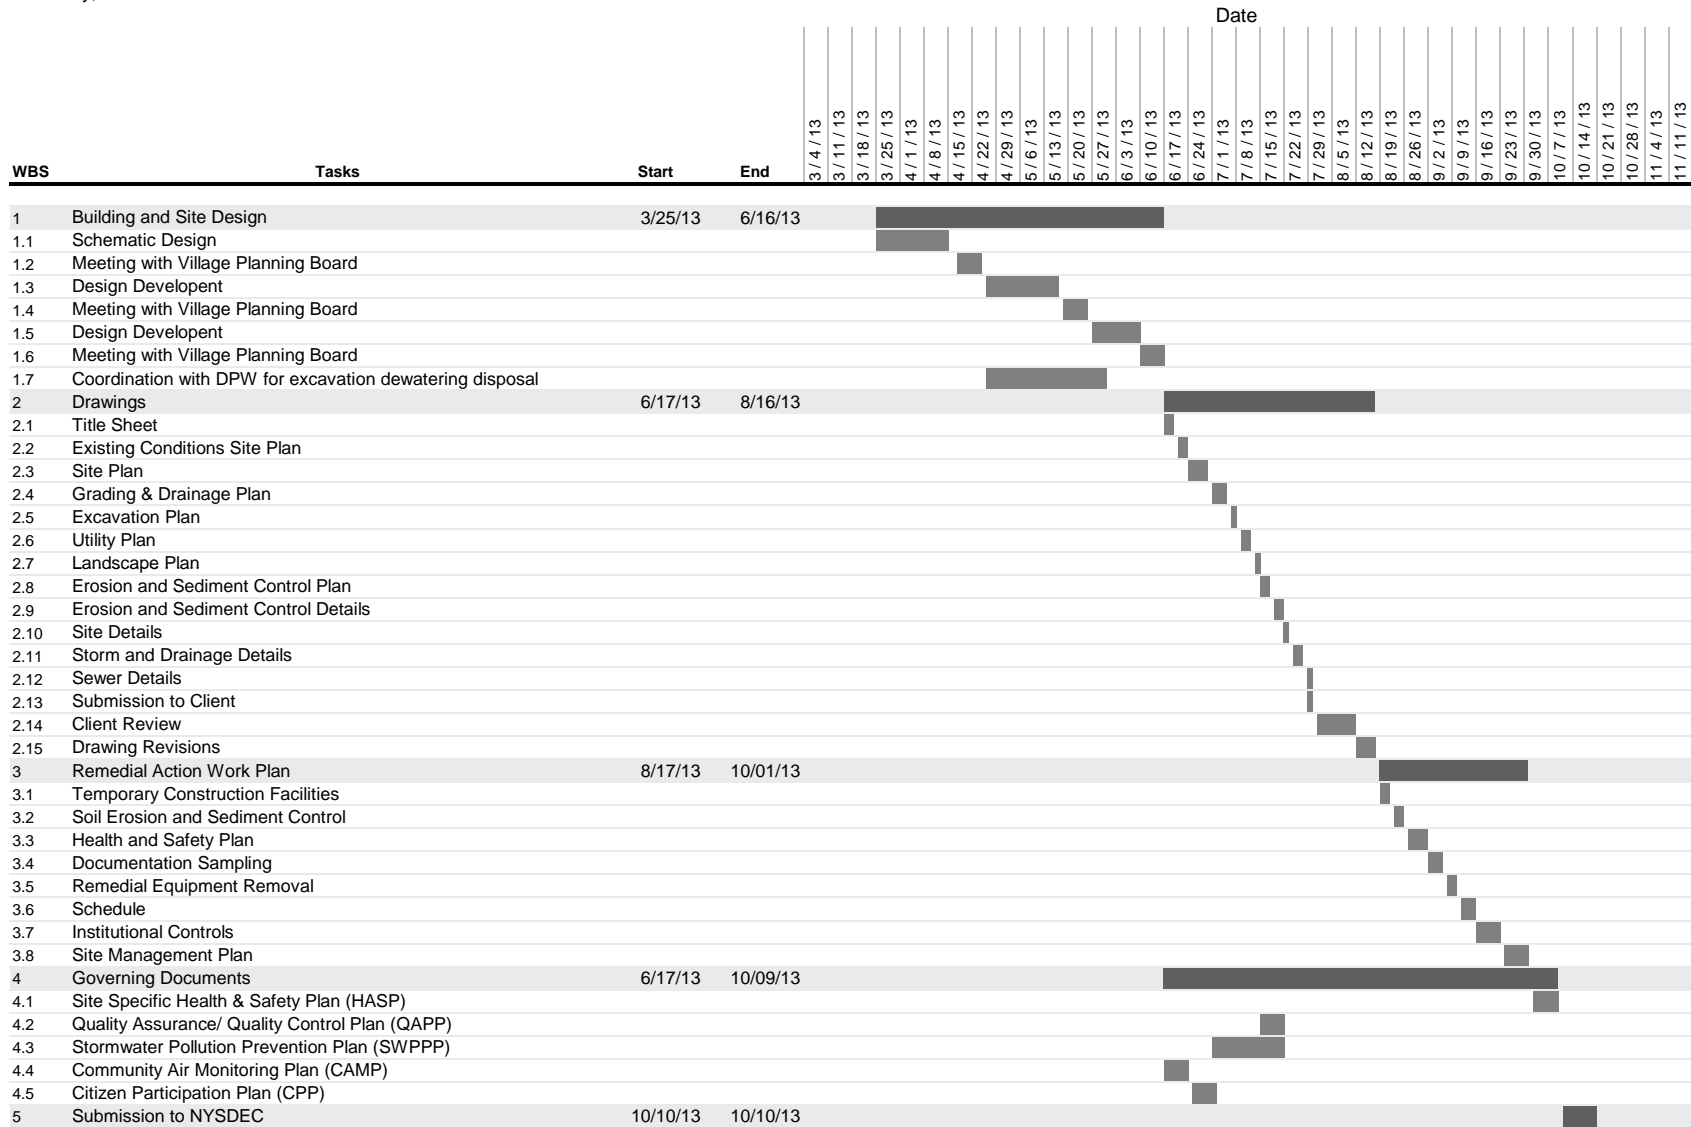 Date
WBS Tasks Start End 3 / 4 / 13 3 / 11 / 13 3 / 18 / 13 3 / 25 / 13 4 / 1 / 13 4 / 8 / 13 4 / 15 / 13 4 / 22 / 13 4 / 29 / 13 5 / 6 / 13 5 / 13 / 13 5 / 20 / 13 5 / 27 / 13 6 / 3 / 13 6 / 10 / 13 6 / 17 / 13 6 / 24 / 13 7 / 1 / 13 7 / 8 / 13 7 / 15 / 13 7 / 22 / 13 7 / 29 / 13 8 / 5 / 13 8 / 12 / 13 8 / 19 / 13 8 / 26 / 13 9 / 2 / 13 9 / 9 / 13 9 / 16 / 13 9 / 23 / 13 9 / 30 / 13 10 / 7 / 13 10 / 14 / 13 10 / 21 / 13 10 / 28 / 13 11 / 4 / 13 11 / 11 / 13
1 Building and Site Design 3/25/13 6/16/13
1.1 Schematic Design
1.2 Meeting with Village Planning Board
1.3 Design Developent
1.4 Meeting with Village Planning Board
1.5 Design Developent
1.6 Meeting with Village Planning Board
1.7 Coordination with DPW for excavation dewatering disposal
2 Drawings 6/17/13 8/16/13
2.1 Title Sheet
2.2 Existing Conditions Site Plan
2.3 Site Plan
2.4 Grading & Drainage Plan
2.5 Excavation Plan
2.6 Utility Plan
2.7 Landscape Plan
2.8 Erosion and Sediment Control Plan
2.9 Erosion and Sediment Control Details
2.10 Site Details
2.11 Storm and Drainage Details
2.12 Sewer Details
2.13 Submission to Client
2.14 Client Review
2.15 Drawing Revisions
3 Remedial Action Work Plan 8/17/13 10/01/13
3.1 Temporary Construction Facilities
3.2 Soil Erosion and Sediment Control
3.3 Health and Safety Plan
3.4 Documentation Sampling
3.5 Remedial Equipment Removal
3.6 Schedule
3.7 Institutional Controls
3.8 Site Management Plan
4 Governing Documents 6/17/13 10/09/13
4.1 Site Specific Health & Safety Plan (HASP)
4.2 Quality Assurance/ Quality Control Plan (QAPP)
4.3 Stormwater Pollution Prevention Plan (SWPPP)
4.4 Community Air Monitoring Plan (CAMP)
4.5 Citizen Participation Plan (CPP)
5 Submission to NYSDEC 10/10/13 10/10/13